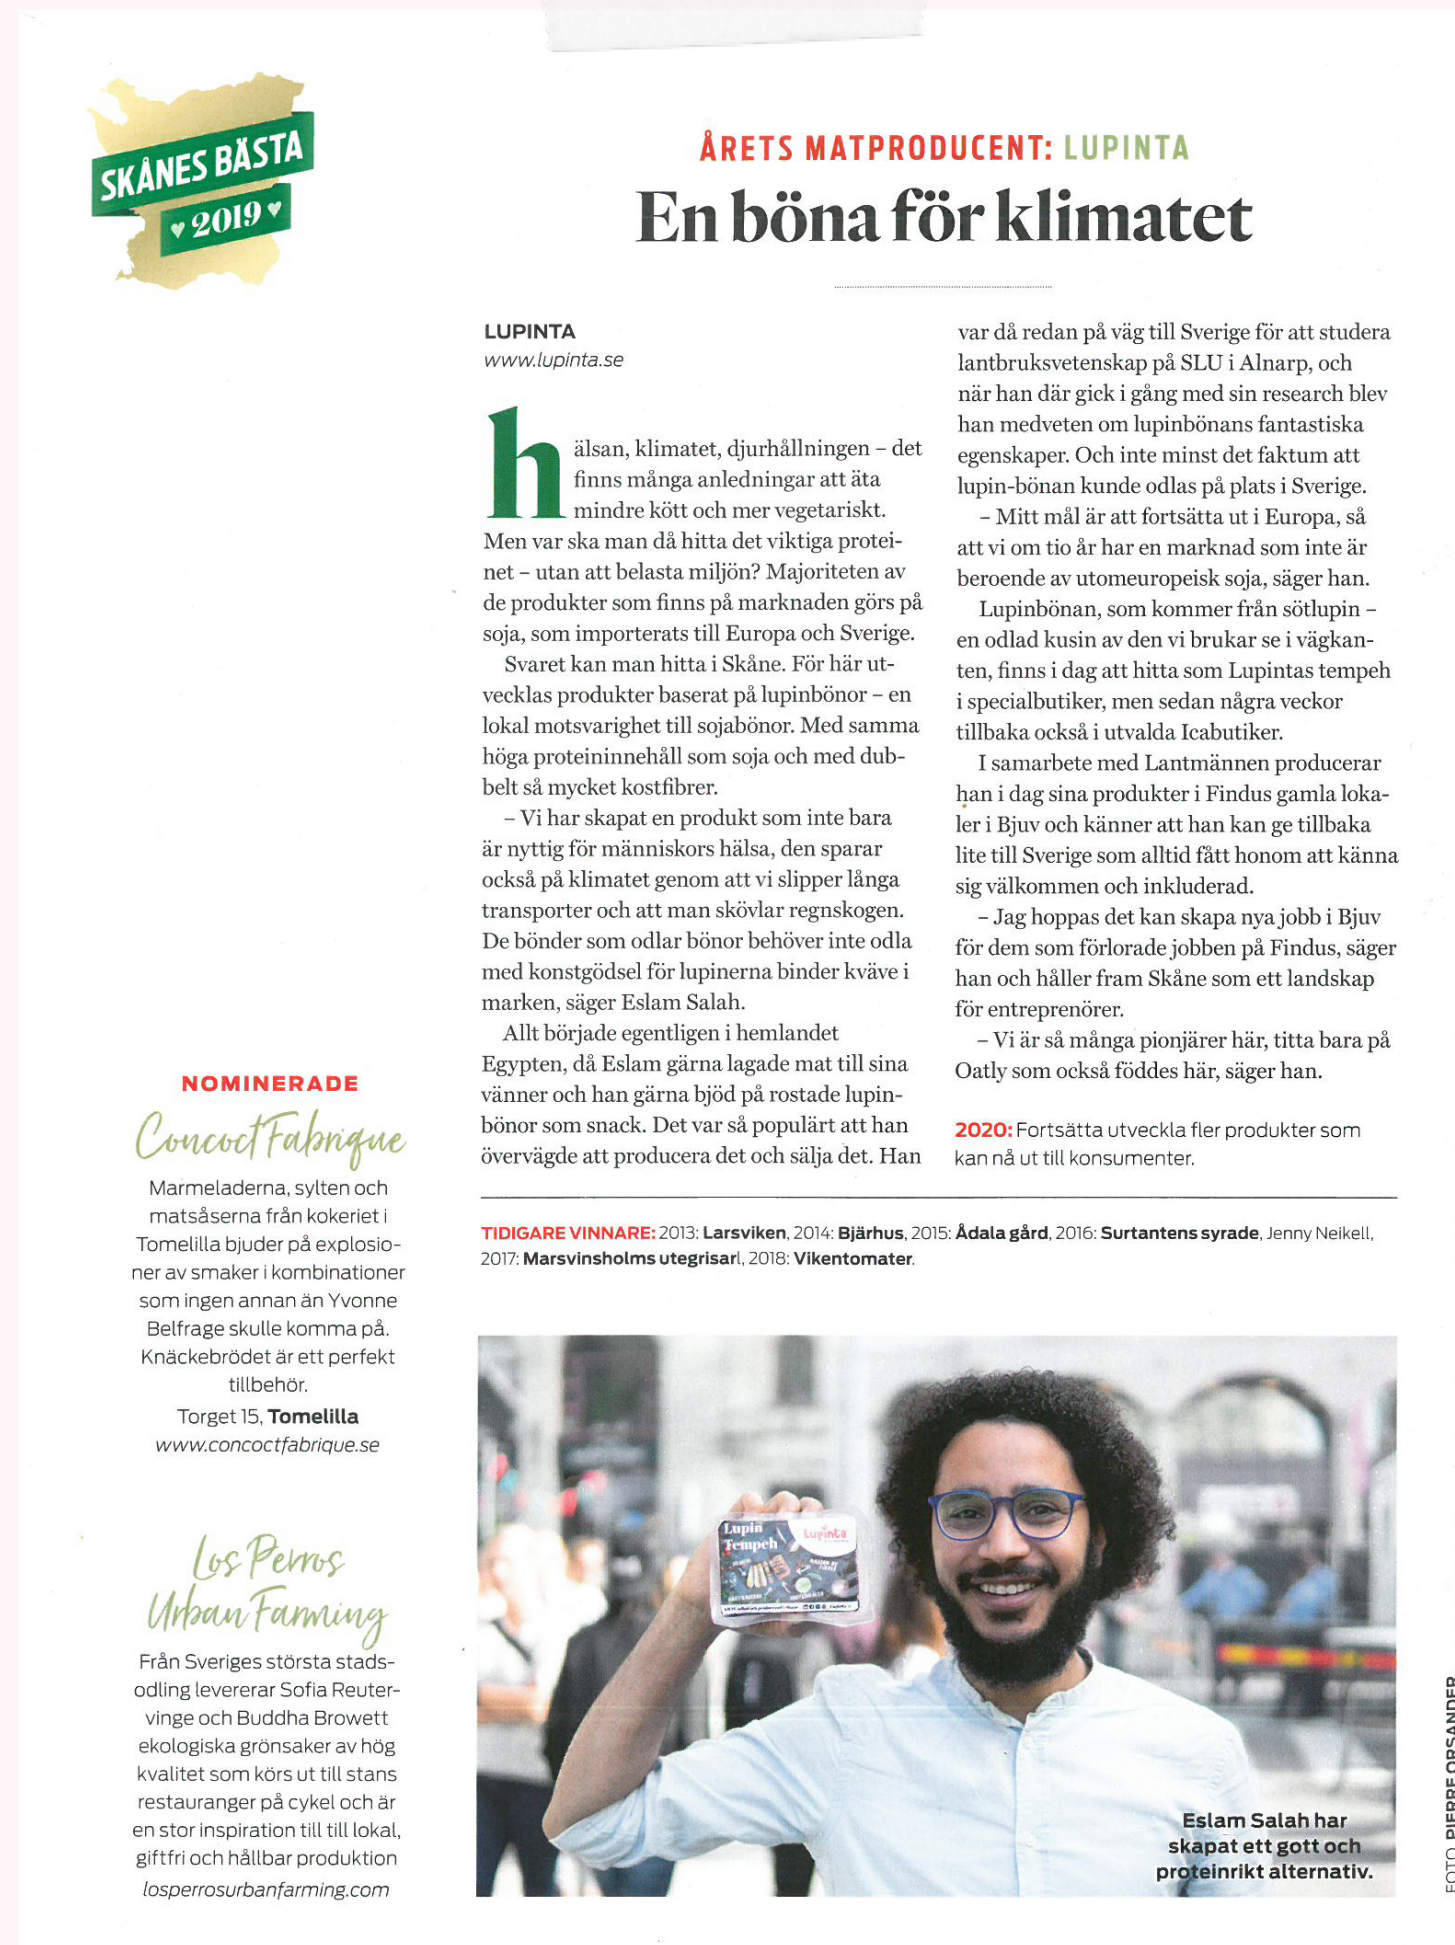 SKÅNES BÄSTA
2019
ÅRETS MATPRODUCENT: LUPINTA
En böna för klimatet
LUPINTA
www.lupinta.se
hälsan, klimatet, djurhållningen – det
finns många anledningar att äta
mindre kött och mer vegetariskt.
Men var ska man då hitta det viktiga protei-
net – utan att belasta miljön? Majoriteten av
de produkter som finns på marknaden görs på
soja, som importerats till Europa och Sverige.
Svaret kan man hitta i Skåne. För här ut-
vecklas produkter baserat på lupinbönor – en
lokal motsvarighet till sojabönor. Med samma
höga proteininnehåll som soja och med dub-
belt så mycket kostfibrer.
– Vi har skapat en produkt som inte bara
är nyttig för människors hälsa, den sparar
också på klimatet genom att vi slipper långa
transporter och att man skövlar regnskogen.
De bönder som odlar bönor behöver inte odla
med konstgödsel för lupinerna binder kväve i
marken, säger Eslam Salah.
Allt började egentligen i hemlandet
Egypten, då Eslam gärna lagade mat till sina
vänner och han gärna bjöd på rostade lupin-
bönor som snack. Det var så populärt att han
övervägde att producera det och sälja det. Han
var då redan på väg till Sverige för att studera
lantbruksvetenskap på SLU i Alnarp, och
när han där gick i gång med sin research blev
han medveten om lupinbönans fantastiska
egenskaper. Och inte minst det faktum att
lupin-bönan kunde odlas på plats i Sverige.
– Mitt mål är att fortsätta ut i Europa, så
att vi om tio år har en marknad som inte är
beroende av utomeuropeisk soja, säger han.
Lupinbönan, som kommer från sötlupin –
en odlad kusin av den vi brukar se i vägkan-
ten, finns i dag att hitta som Lupintas tempeh
i specialbutiker, men sedan några veckor
tillbaka också i utvalda Icabutiker.
I samarbete med Lantmännen producerar
han i dag sina produkter i Findus gamla loka-
ler i Bjuv och känner att han kan ge tillbaka
lite till Sverige som alltid fått honom att känna
sig välkommen och inkluderad.
– Jag hoppas det kan skapa nya jobb i Bjuv
för dem som förlorade jobben på Findus, säger
han och håller fram Skåne som ett landskap
för entreprenörer.
– Vi är så många pionjärer här, titta bara på
Oatly som också föddes här, säger han.
2020: Fortsätta utveckla fler produkter som
kan nå ut till konsumenter.
TIDIGARE VINNARE: 2013: Larsviken, 2014: Bjärhus, 2015: Ådala gård, 2016: Surtantens syrade, Jenny Neikell,
2017: Marsvinsholms utegrisarl, 2018: Vikentomater.
NOMINERADE
Concoct Fabrique
Marmeladerna, sylten och
matsåserna från kokeriet i
Tomelilla bjuder på explosio-
ner av smaker i kombinationer
som ingen annan än Yvonne
Belfrage skulle komma på.
Knäckebrödet är ett perfekt
tillbehör.
Torget 15, Tomelilla
www.concoctfabrique.se
Los Perros
Urban Farming
Från Sveriges största stads-
odling levererar Sofia Reuter-
vinge och Buddha Browett
ekologiska grönsaker av hög
kvalitet som körs ut till stans
restauranger på cykel och är
en stor inspiration till till lokal,
giftfri och hållbar produktion
losperrosurbanfarming.com
Lupin
Tempeh
Lupinta
Eslam Salah har
skapat ett gott och
proteinrikt alternativ.
FOTO PIERRE ORSANDER